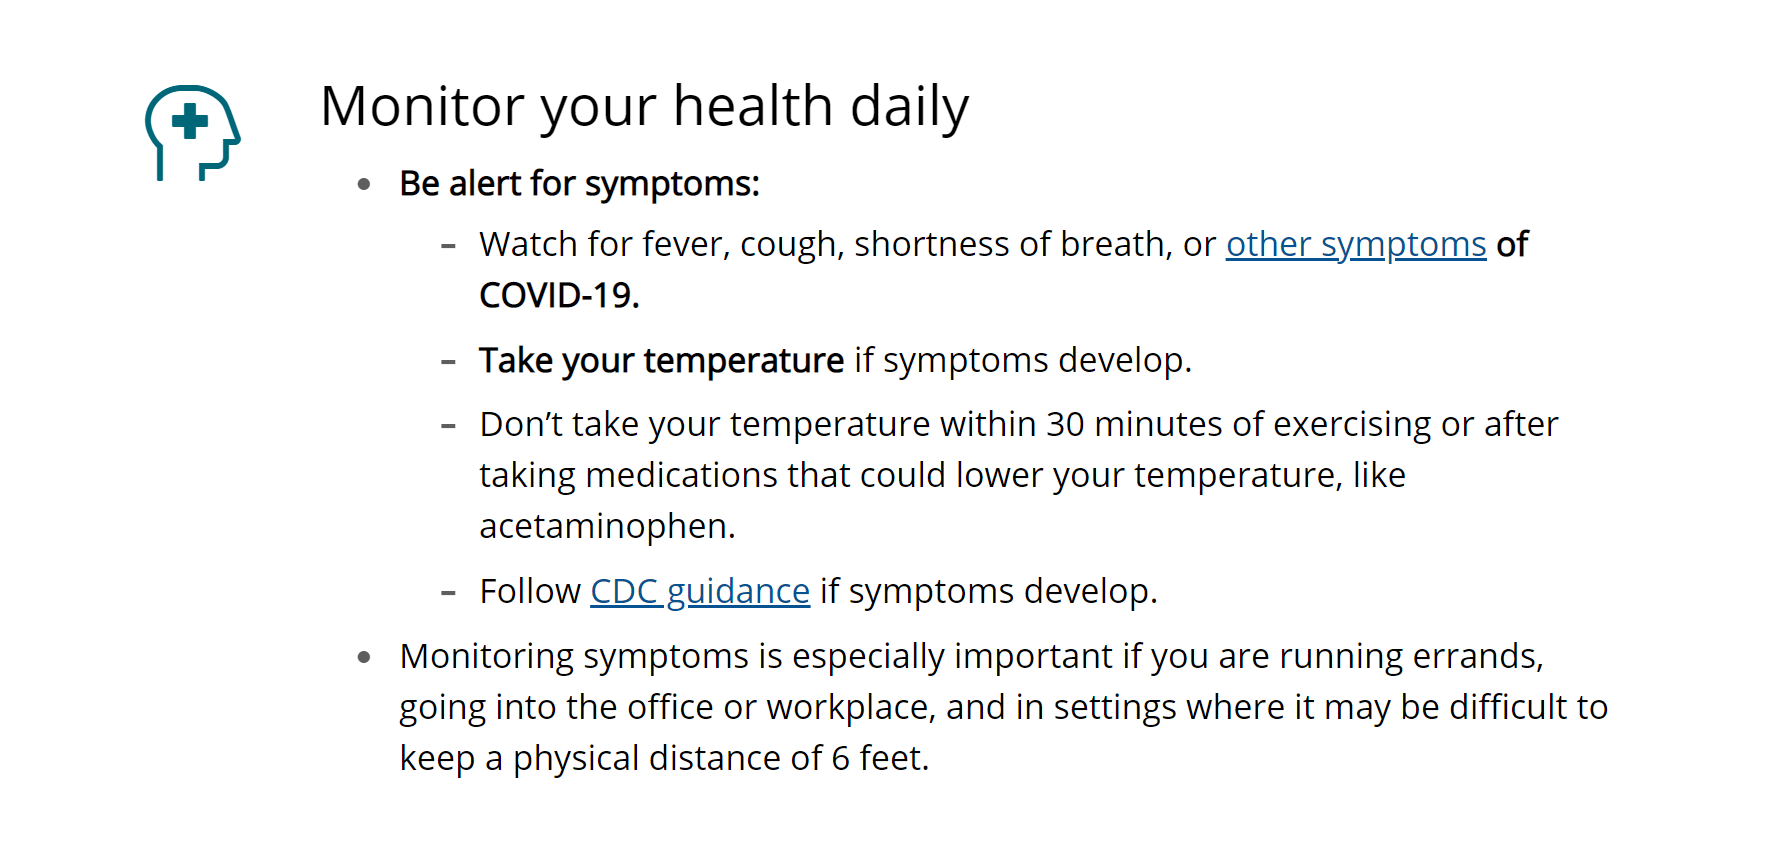 Monitor your health daily
• Be alert for symptoms:
– Watch for fever, cough, shortness of breath, or other symptoms of
COVID-19.
– Take your temperature if symptoms develop.
– Don’t take your temperature within 30 minutes of exercising or after
taking medications that could lower your temperature, like
acetaminophen.
– Follow CDC guidance if symptoms develop.
• Monitoring symptoms is especially important if you are running errands,
going into the office or workplace, and in settings where it may be difficult to
keep a physical distance of 6 feet.